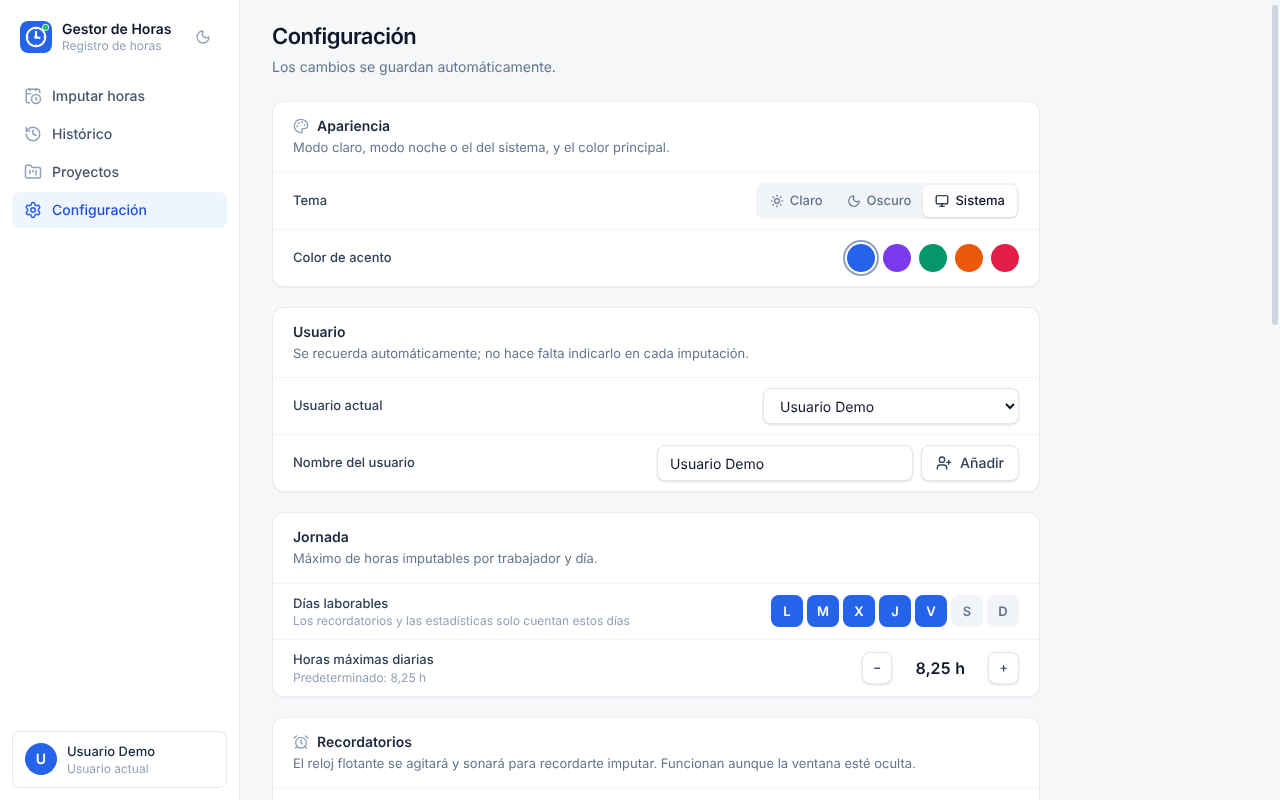 Gestor de Horas
Registro de horas
Imputar horas
Histórico
Proyectos
Configuración
Usuario Demo
Usuario actual
U
Configuración
Los cambios se guardan automáticamente.
Apariencia
Modo claro, modo noche o el del sistema, y el color principal.
Tema
Claro Oscuro Sistema
Color de acento
Usuario
Se recuerda automáticamente; no hace falta indicarlo en cada imputación.
Usuario actual
Usuario Demo
Nombre del usuario
Usuario Demo Añadir
Jornada
Máximo de horas imputables por trabajador y día.
Días laborables
Los recordatorios y las estadísticas solo cuentan estos días
L M X J V S D
Horas máximas diarias
Predeterminado: 8,25 h
− 8,25 h +
Recordatorios
El reloj flotante se agitará y sonará para recordarte imputar. Funcionan aunque la ventana esté oculta.